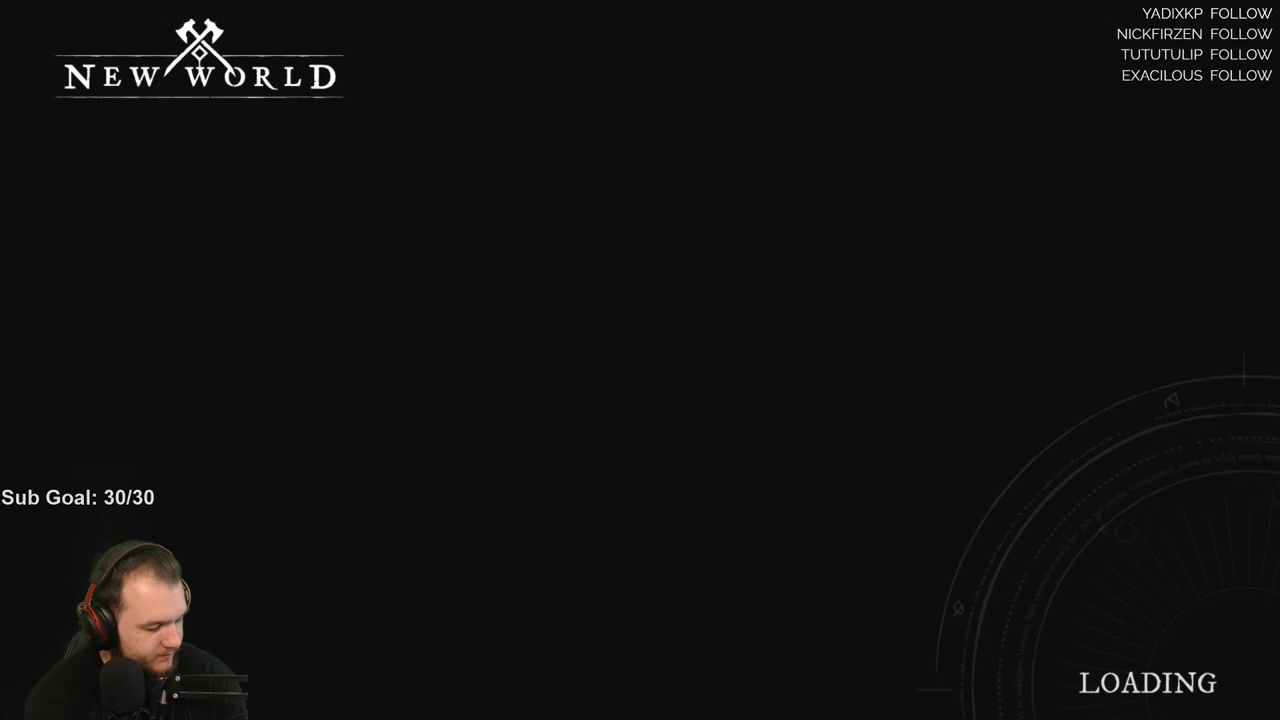 NEW WORLD
YADIXKP FOLLOW
NICKFIRZEN FOLLOW
TUTUTULIP FOLLOW
EXACILOUS FOLLOW
Sub Goal: 30/30
LOADING